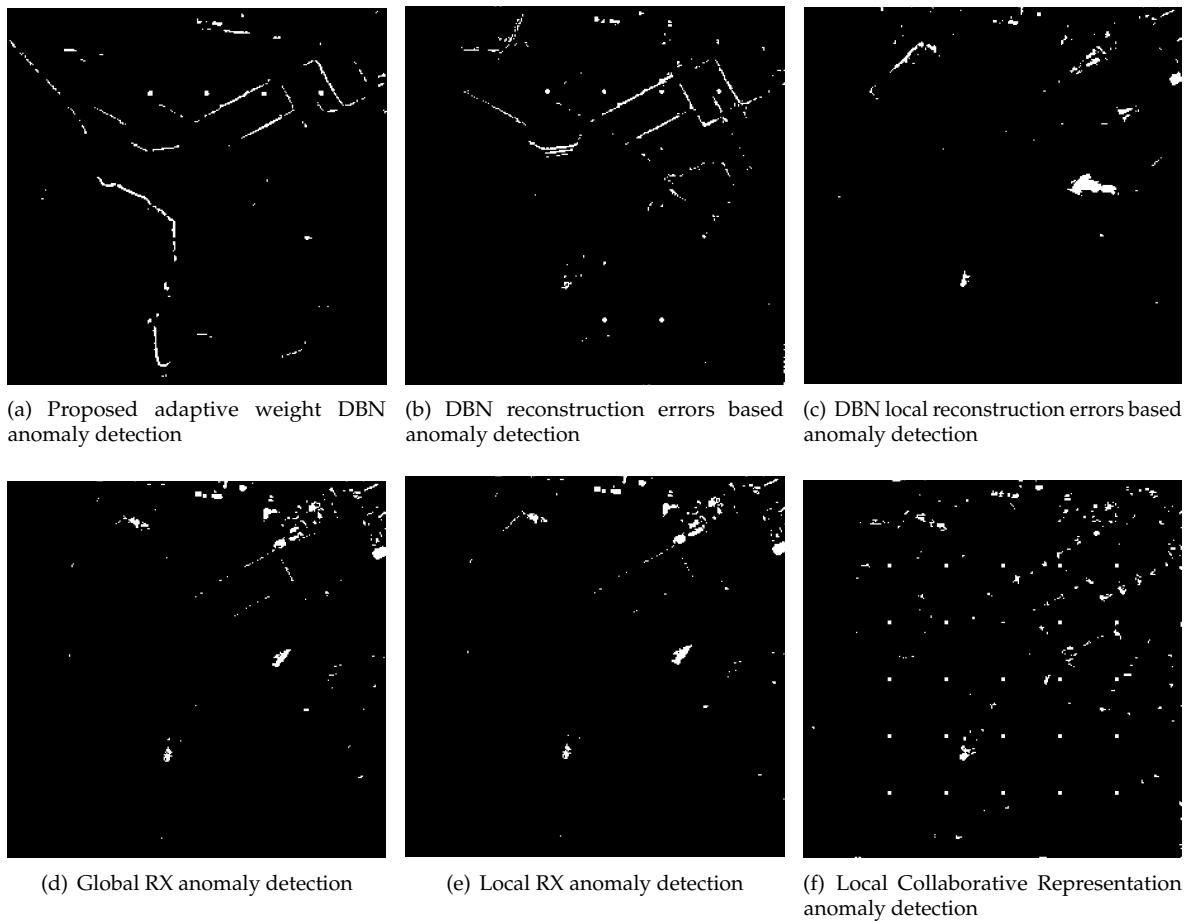 (a) Proposed adaptive weight DBN
anomaly detection
(b) DBN reconstruction errors based
anomaly detection
(c) DBN local reconstruction errors based
anomaly detection
(d) Global RX anomaly detection
(e) Local RX anomaly detection
(f) Local Collaborative Representation
anomaly detection